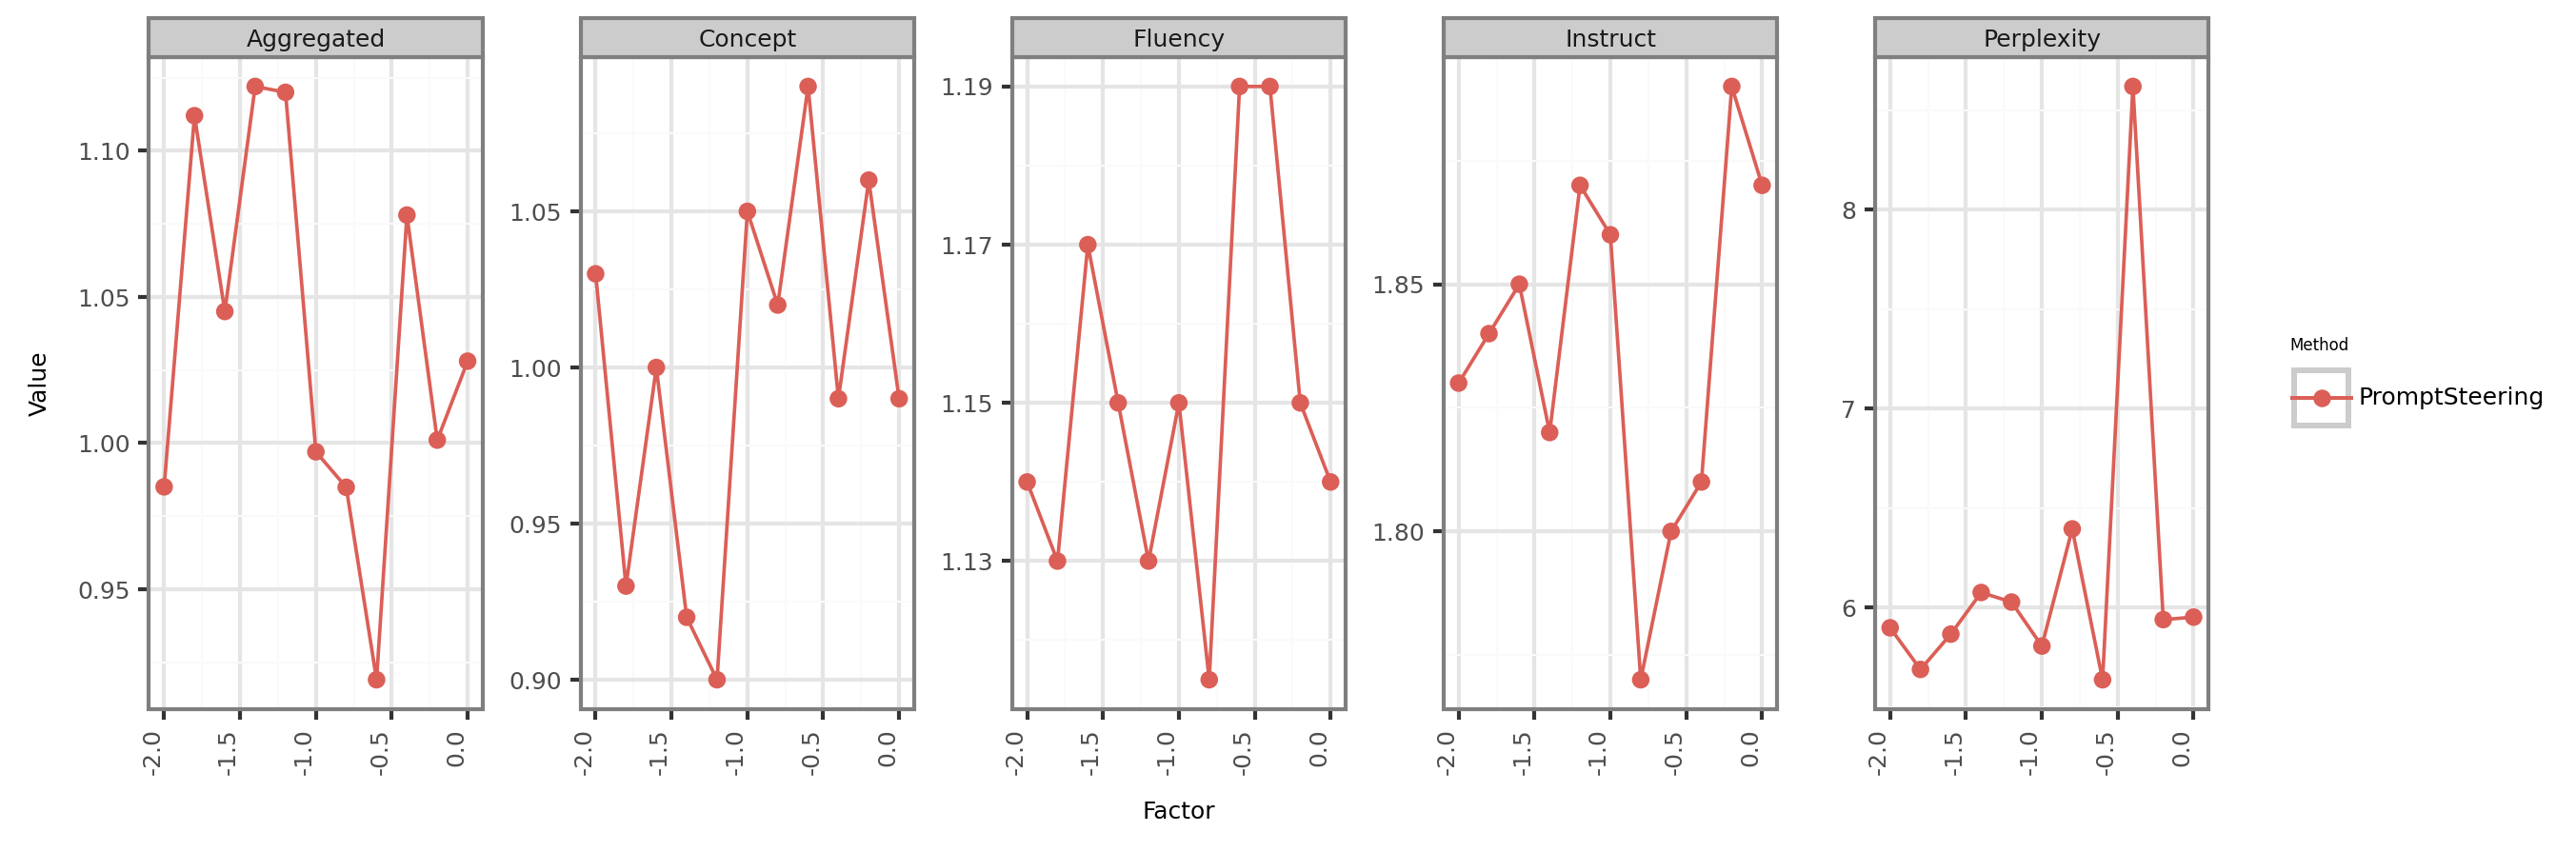 Aggregated
Concept
Fluency
Instruct
Perplexity
Value
1.10
1.05
1.00
0.95
1.05
1.00
0.95
0.90
1.19
1.17
1.15
1.13
1.85
1.80
8
7
6
-2.0 -1.5 -1.0 -0.5 0.0
-2.0 -1.5 -1.0 -0.5 0.0
-2.0 -1.5 -1.0 -0.5 0.0
-2.0 -1.5 -1.0 -0.5 0.0
-2.0 -1.5 -1.0 -0.5 0.0
Factor
Method
PromptSteering